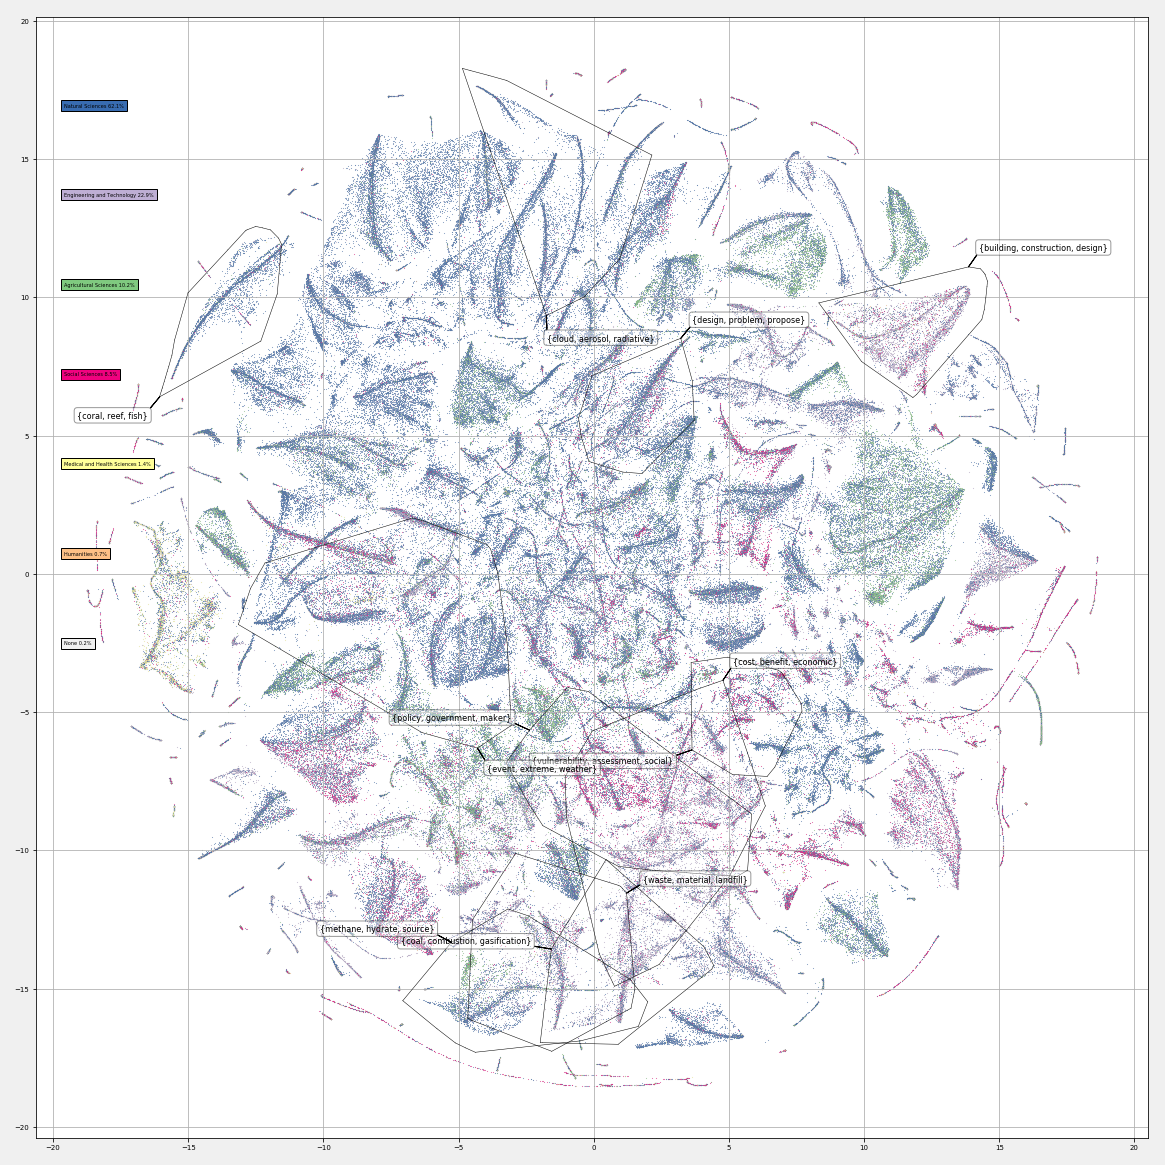 20
15
10
5
0
−5
−10
−15
−20
Natural Sciences 62.1%
Engineering and Technology 22.9%
Agricultural Sciences 10.2%
Social Sciences 8.5%
Medical and Health Sciences 1.4%
Humanities 0.7%
None 0.2%
{building, construction, design}
{design, problem, propose}
{cloud, aerosol, radiative}
{coral, reef, fish}
{cost, benefit, economic}
{policy, government, maker}
{vulnerability, assessment, social}
{event, extreme, weather}
{waste, material, landfill}
{methane, hydrate, source}
{coal, combustion, gasification}
−20 −15 −10 −5 0 5 10 15 20